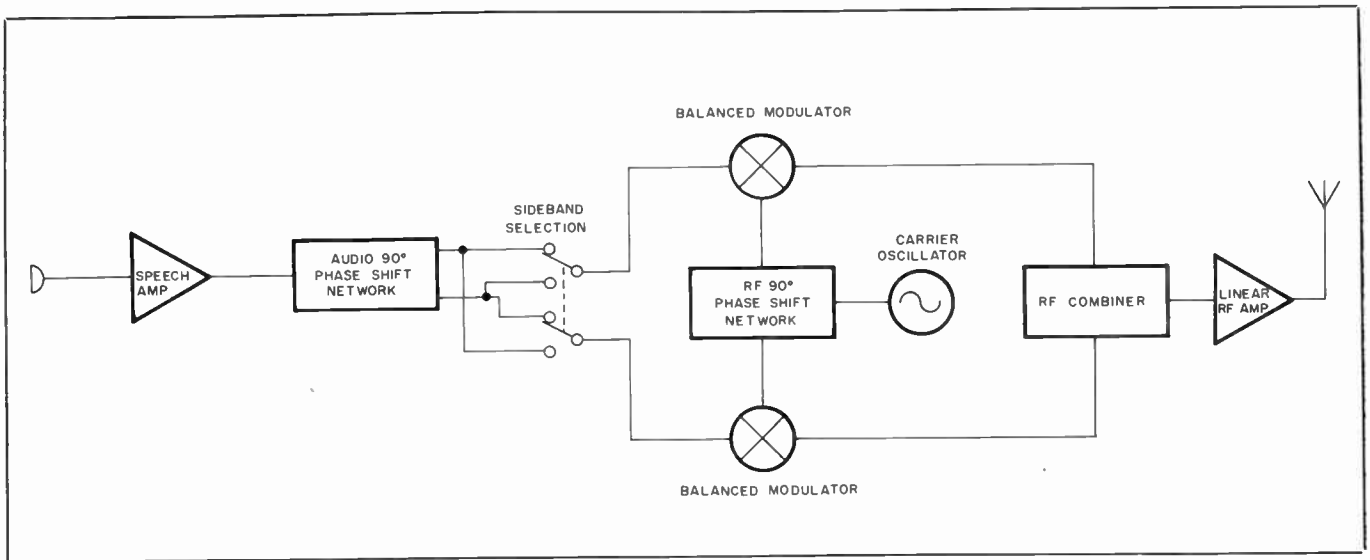 BALANCED MODULATOR
SIDEBAND
SELECTION
CARRIER
OSCILLATOR
SPEECH
AMP
AUDIO 90°
PHASE SHIFT
NETWORK
RF 90°
PHASE SHIFT
NETWORK
RF COMBINER
LINEAR
RF AMP
BALANCED MODULATOR